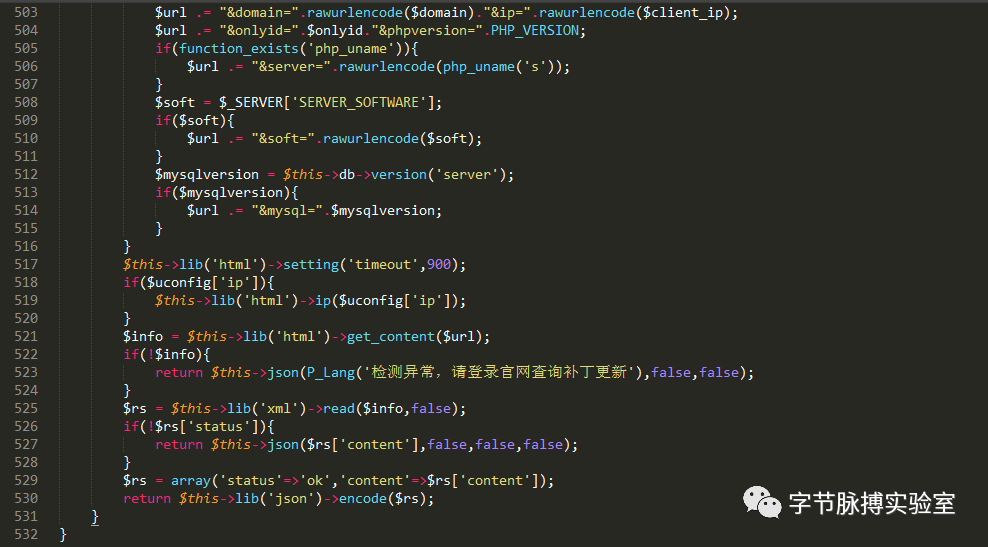 503 $url .= "&domain=".rawurlencode($domain)."&ip=".rawurlencode($client_ip);
504 $url .= "&onlyid=".$onlyid."&phpversion=".PHP_VERSION;
505 if(function_exists('php_uname')){
506 $url .= "&server=".rawurlencode(php_uname('s'));
507 }
508 $soft = $_SERVER['SERVER_SOFTWARE'];
509 if($soft){
510 $url .= "&soft=".rawurlencode($soft);
511 }
512 $mysqlversion = $this->db->version('server');
513 if($mysqlversion){
514 $url .= "&mysql=".$mysqlversion;
515 }
516 }
517 $this->lib('html')->setting('timeout',900);
518 if($uconfig['ip']){
519 $this->lib('html')->ip($uconfig['ip']);
520 }
521 $info = $this->lib('html')->get_content($url);
522 if(!$info){
523 return $this->json(P_Lang('检测异常，请登录官网查询补丁更新'),false,false);
524 }
525 $rs = $this->lib('xml')->read($info,false);
526 if(!$rs['status']){
527 return $this->json($rs['content'],false,false,false);
528 }
529 $rs = array('status'=>'ok','content'=>$rs['content']);
530 return $this->lib('json')->encode($rs);
531 }
532 }
字节脉搏实验室